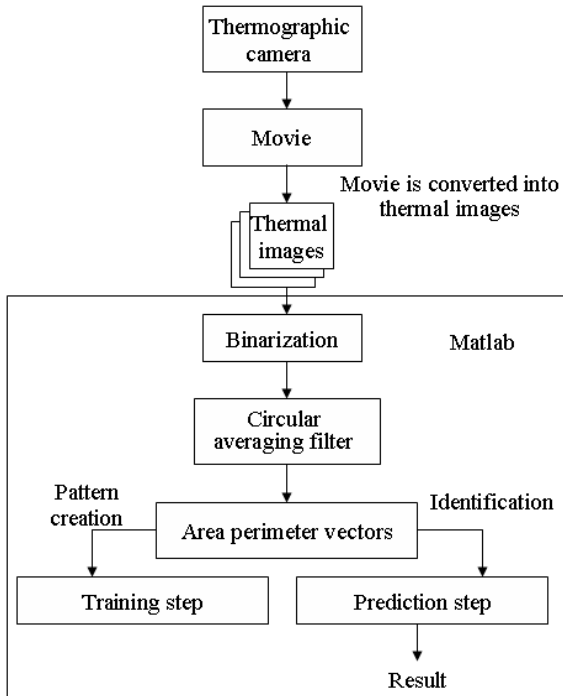 Thermographic
camera
Movie
Movie is converted into
thermal images
Thermal
images
Binarization
Matlab
Circular
averaging filter
Pattern
creation
Identification
Area perimeter vectors
Training step
Prediction step
Result